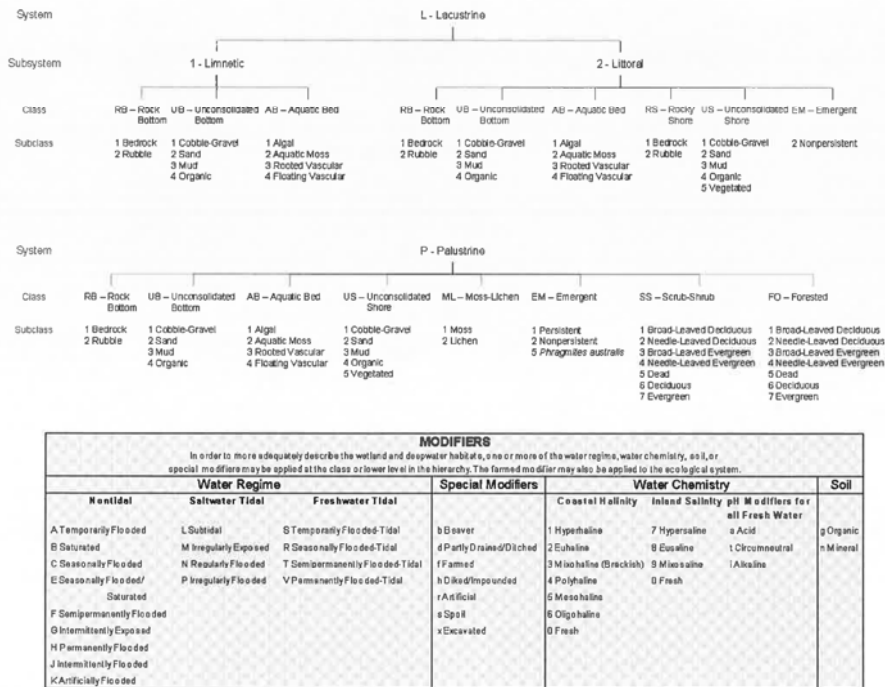 System
L - Lacustrine
Subsystem
1 - Limnetic
2 - Littoral
Class
RB – Rock Bottom
UB – Unconsolidated Bottom
AB – Aquatic Bed
RB – Rock Bottom
UB – Unconsolidated Bottom
AB – Aquatic Bed
RS – Rocky Shore
US – Unconsolidated Shore
EM – Emergent
Subclass
1 Bedrock
2 Rubble
1 Cobble-Gravel
2 Sand
3 Mud
4 Organic
1 Algal
2 Aquatic Moss
3 Rooted Vascular
4 Floating Vascular
1 Bedrock
2 Rubble
1 Cobble-Gravel
2 Sand
3 Mud
4 Organic
1 Algal
2 Aquatic Moss
3 Rooted Vascular
4 Floating Vascular
1 Bedrock
2 Rubble
1 Cobble-Gravel
2 Sand
3 Mud
4 Organic
5 Vegetated
2 Nonpersistent
System
P - Palustrine
Class
RB – Rock Bottom
UB – Unconsolidated Bottom
AB – Aquatic Bed
US – Unconsolidated Shore
ML – Moss-Lichen
EM – Emergent
SS – Scrub-Shrub
FO – Forested
Subclass
1 Bedrock
2 Rubble
1 Cobble-Gravel
2 Sand
3 Mud
4 Organic
1 Algal
2 Aquatic Moss
3 Rooted Vascular
4 Floating Vascular
1 Cobble-Gravel
2 Sand
3 Mud
4 Organic
5 Vegetated
1 Moss
2 Lichen
1 Persistent
2 Nonpersistent
5 Phragmites australis
1 Broad-Leaved Deciduous
2 Needle-Leaved Deciduous
3 Broad-Leaved Evergreen
4 Needle-Leaved Evergreen
5 Dead
6 Deciduous
7 Evergreen
1 Broad-Leaved Deciduous
2 Needle-Leaved Deciduous
3 Broad-Leaved Evergreen
4 Needle-Leaved Evergreen
5 Dead
6 Deciduous
7 Evergreen
MODIFIERS
In order to more adequately describe the wetland and deepwater habitats, one or more of the water regime, water chemistry, soil, or
special modifiers may be applied at the class or lower level in the hierarchy. The farmed modifier may also be applied to the ecological system.
Water Regime
Special Modifiers
Water Chemistry
Soil
Nontidal
Saltwater Tidal
Freshwater Tidal
Coastal Halinity
Inland Salinity
pH Modifiers for all Fresh Water
A Temporarily Flooded
B Saturated
C Seasonally Flooded
E Seasonally Flooded/
Saturated
F Semipermanently Flooded
G Intermittently Exposed
H Permanently Flooded
J Intermittently Flooded
K Artificially Flooded
L Subtidal
M Irregularly Exposed
N Regularly Flooded
P Irregularly Flooded
S Temporarily Flooded-Tidal
R Seasonally Flooded-Tidal
T Semipermanently Flooded-Tidal
V Permanently Flooded-Tidal
b Beaver
d Partly Drained/Ditched
f Farmed
h Diked/Impounded
r Artificial
s Spoil
x Excavated
1 Hyperhaline
2 Euhaline
3 Mixohaline (Brackish)
4 Polyhaline
5 Mesohaline
6 Oligohaline
0 Fresh
7 Hypersaline
8 Eusaline
9 Mixosaline
0 Fresh
a Acid
t Circumneutral
i Alkaline
g Organic
n Mineral